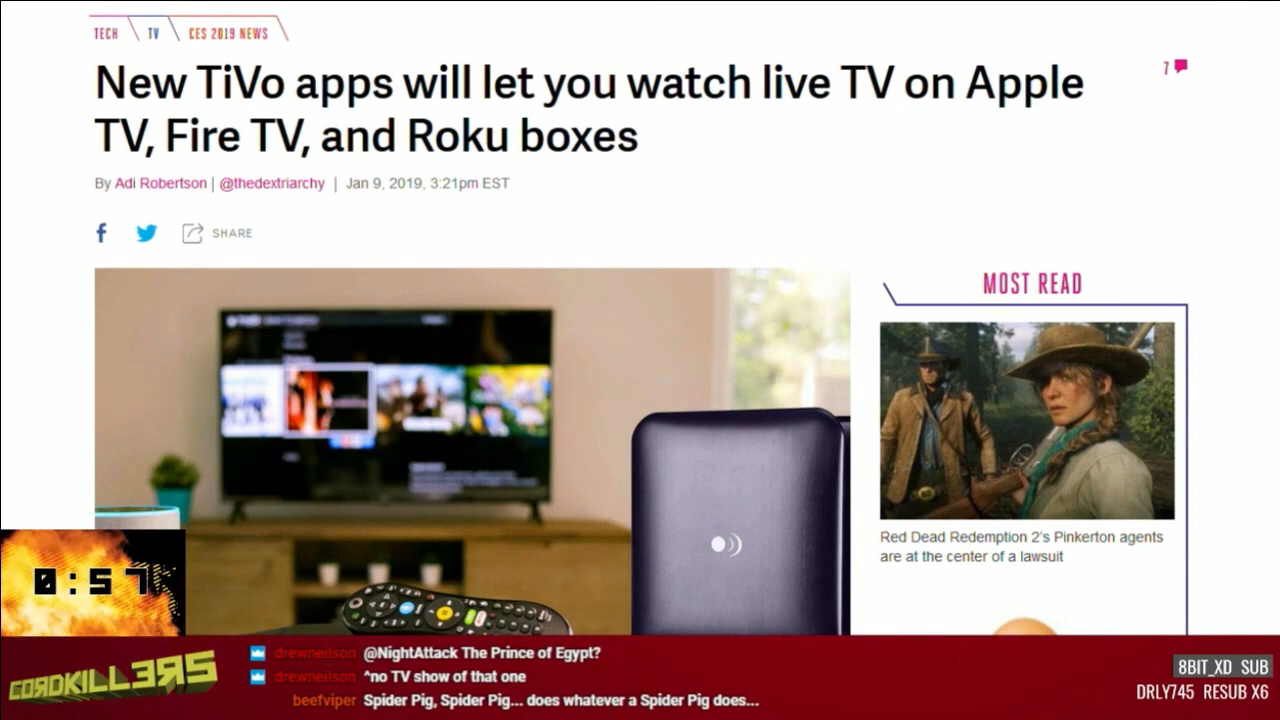 TECH TV CES 2019 NEWS
New TiVo apps will let you watch live TV on Apple
TV, Fire TV, and Roku boxes
7
By Adi Robertson | @thedextriarchy | Jan 9, 2019, 3:21pm EST
SHARE
MOST READ
Red Dead Redemption 2's Pinkerton agents
are at the center of a lawsuit
0:57
CORDKILLERS
drewneilson @NightAttack The Prince of Egypt?
drewneilson ^no TV show of that one
beefviper Spider Pig, Spider Pig... does whatever a Spider Pig does...
8BIT_XD SUB
DRLY745 RESUB X6